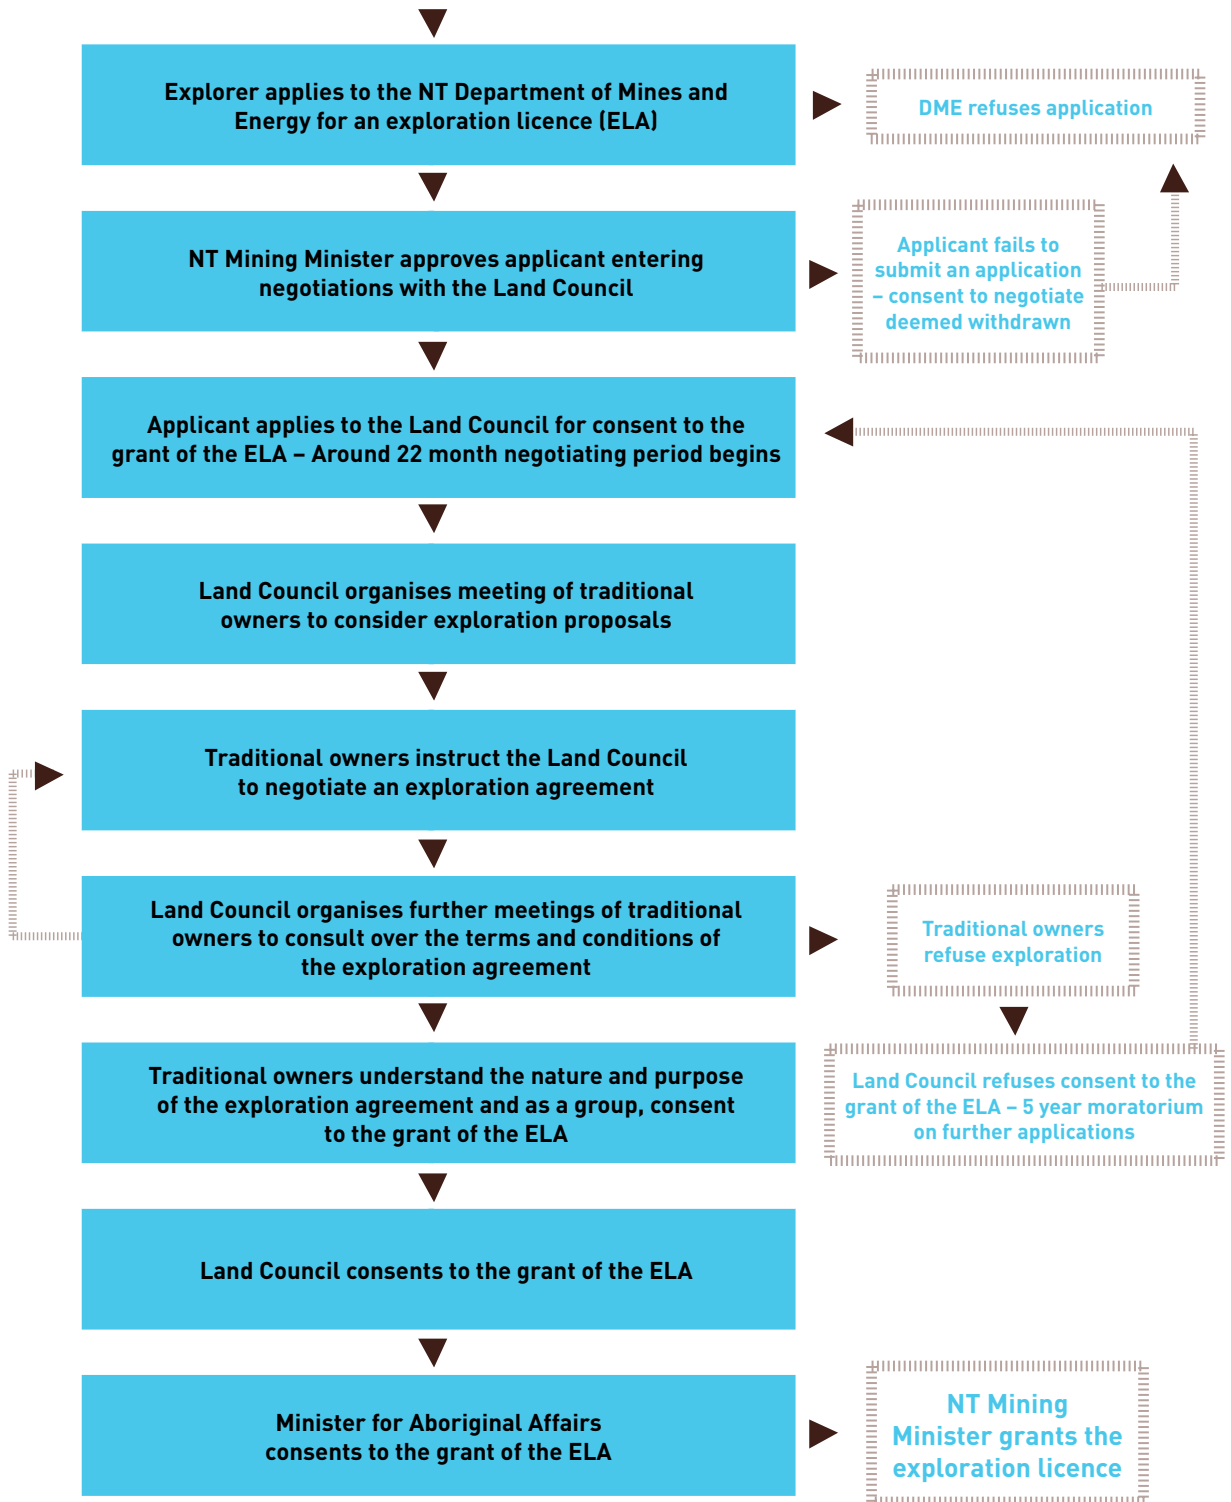 Explorer applies to the NT Department of Mines and
Energy for an exploration licence (ELA)
DME refuses application
NT Mining Minister approves applicant entering
negotiations with the Land Council
Applicant fails to
submit an application
– consent to negotiate
deemed withdrawn
Applicant applies to the Land Council for consent to the
grant of the ELA – Around 22 month negotiating period begins
Land Council organises meeting of traditional
owners to consider exploration proposals
Traditional owners instruct the Land Council
to negotiate an exploration agreement
Land Council organises further meetings of traditional
owners to consult over the terms and conditions of
the exploration agreement
Traditional owners
refuse exploration
Traditional owners understand the nature and purpose
of the exploration agreement and as a group, consent
to the grant of the ELA
Land Council refuses consent to the
grant of the ELA – 5 year moratorium
on further applications
Land Council consents to the grant of the ELA
Minister for Aboriginal Affairs
consents to the grant of the ELA
NT Mining
Minister grants the
exploration licence